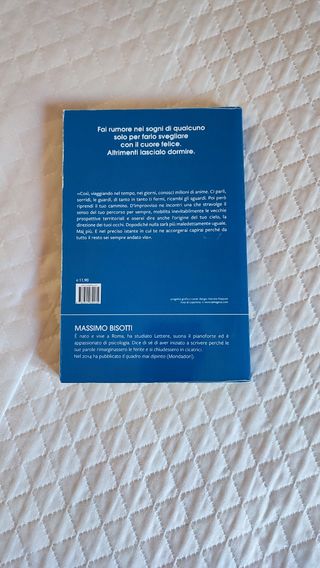 Fai rumore nei sogni di qualcuno
solo per farlo svegliare
con il cuore felice.
Altrimenti lascialo dormire.
«Così, viaggiando nel tempo, nei giorni, conosci milioni di anime. Ci parli,
sorridi, le guardi, di tanto in tanto ti fermi, ricambi gli sguardi. Poi però
riprendi il tuo cammino. D'improvviso ne incontri una che stravolge il
senso del tuo percorso per sempre, mobilita inevitabilmente le vecchie
prospettive territoriali e oserei dire anche l'origine del tuo cielo, la
direzione dei tuoi occhi. Dopodiché nulla sarà più maledettamente uguale.
Mai più. E nel preciso istante in cui te ne accorgerai capirai perché da
tutto il resto sei sempre andato via».
€ 11,90
MASSIMO BISOTTI
È nato e vive a Roma, ha studiato Lettere, suona il pianoforte ed è
appassionato di psicologia. Dice di sé di aver iniziato a scrivere perché le
sue parole rimarginassero le ferite e si chiudessero in cicatrici.
Nel 2014 ha pubblicato Il quadro mai dipinto (Mondadori).